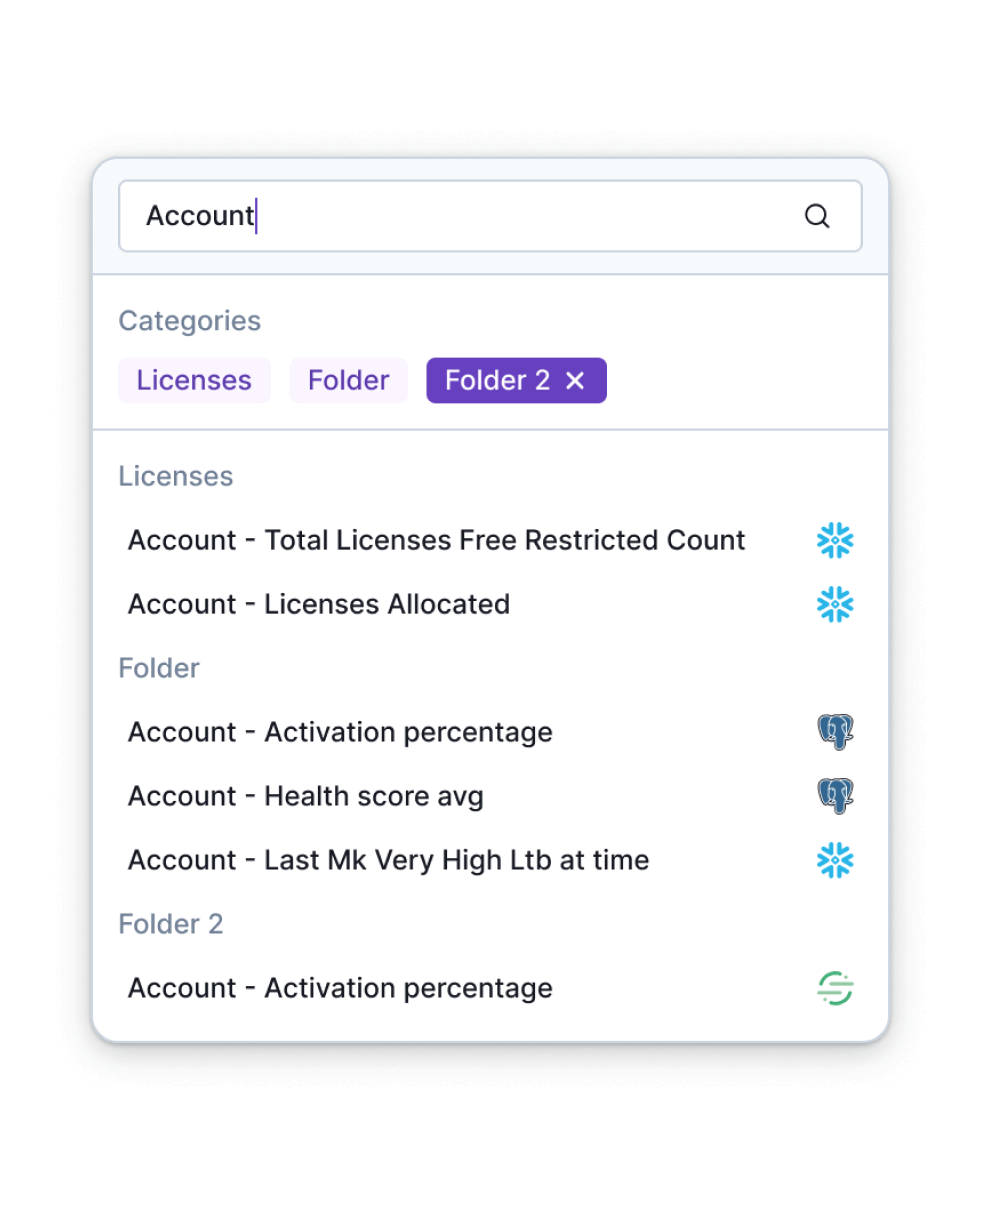 Account
Categories
Licenses Folder Folder 2
Licenses
Account - Total Licenses Free Restricted Count
Account - Licenses Allocated
Folder
Account - Activation percentage
Account - Health score avg
Account - Last Mk Very High Ltb at time
Folder 2
Account - Activation percentage